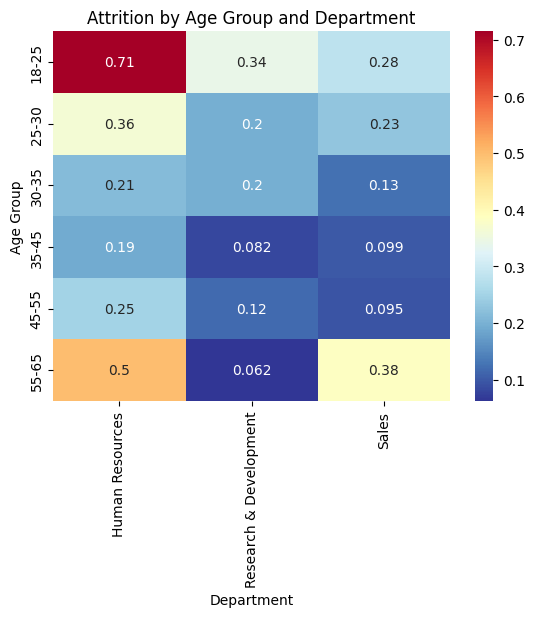 Attrition by Age Group and Department
Age Group
18-25 0.71 0.34 0.28
25-30 0.36 0.2 0.23
30-35 0.21 0.2 0.13
35-45 0.19 0.082 0.099
45-55 0.25 0.12 0.095
55-65 0.5 0.062 0.38
Human Resources
Research & Development
Sales
Department
0.7
0.6
0.5
0.4
0.3
0.2
0.1